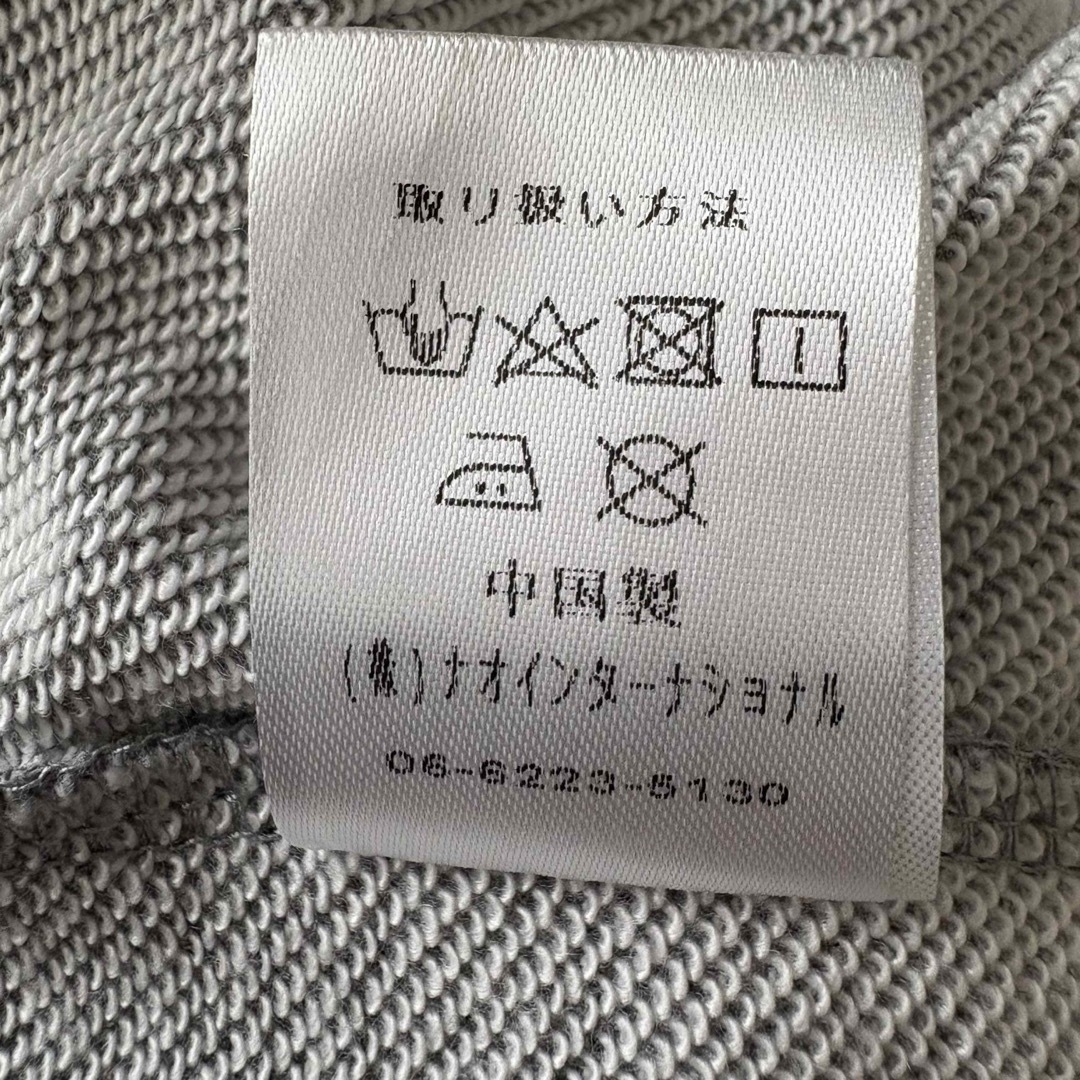 取り扱い方法
中国製
(株)ナオインターナショナル
06-6223-5130